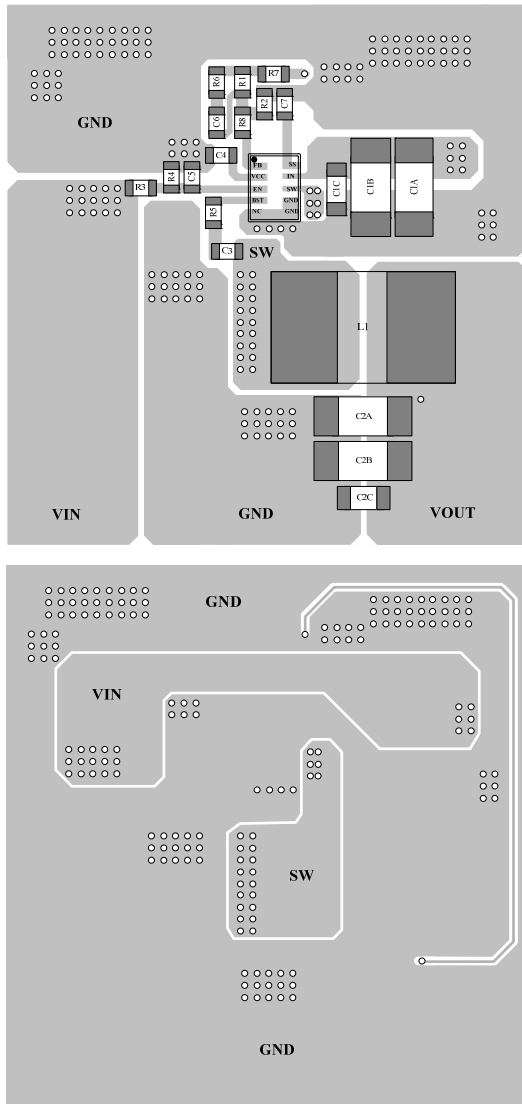 R6
R1
R7
R2
C7
GND
C6
R8
C4
FB
SS
VCC
IN
EN
SW
BST
GND
NC
GND
R4
C5
R3
R5
C1C
C1B
C1A
C3
SW
L1
C2A
C2B
C2C
VIN
GND
VOUT
GND
VIN
SW
GND